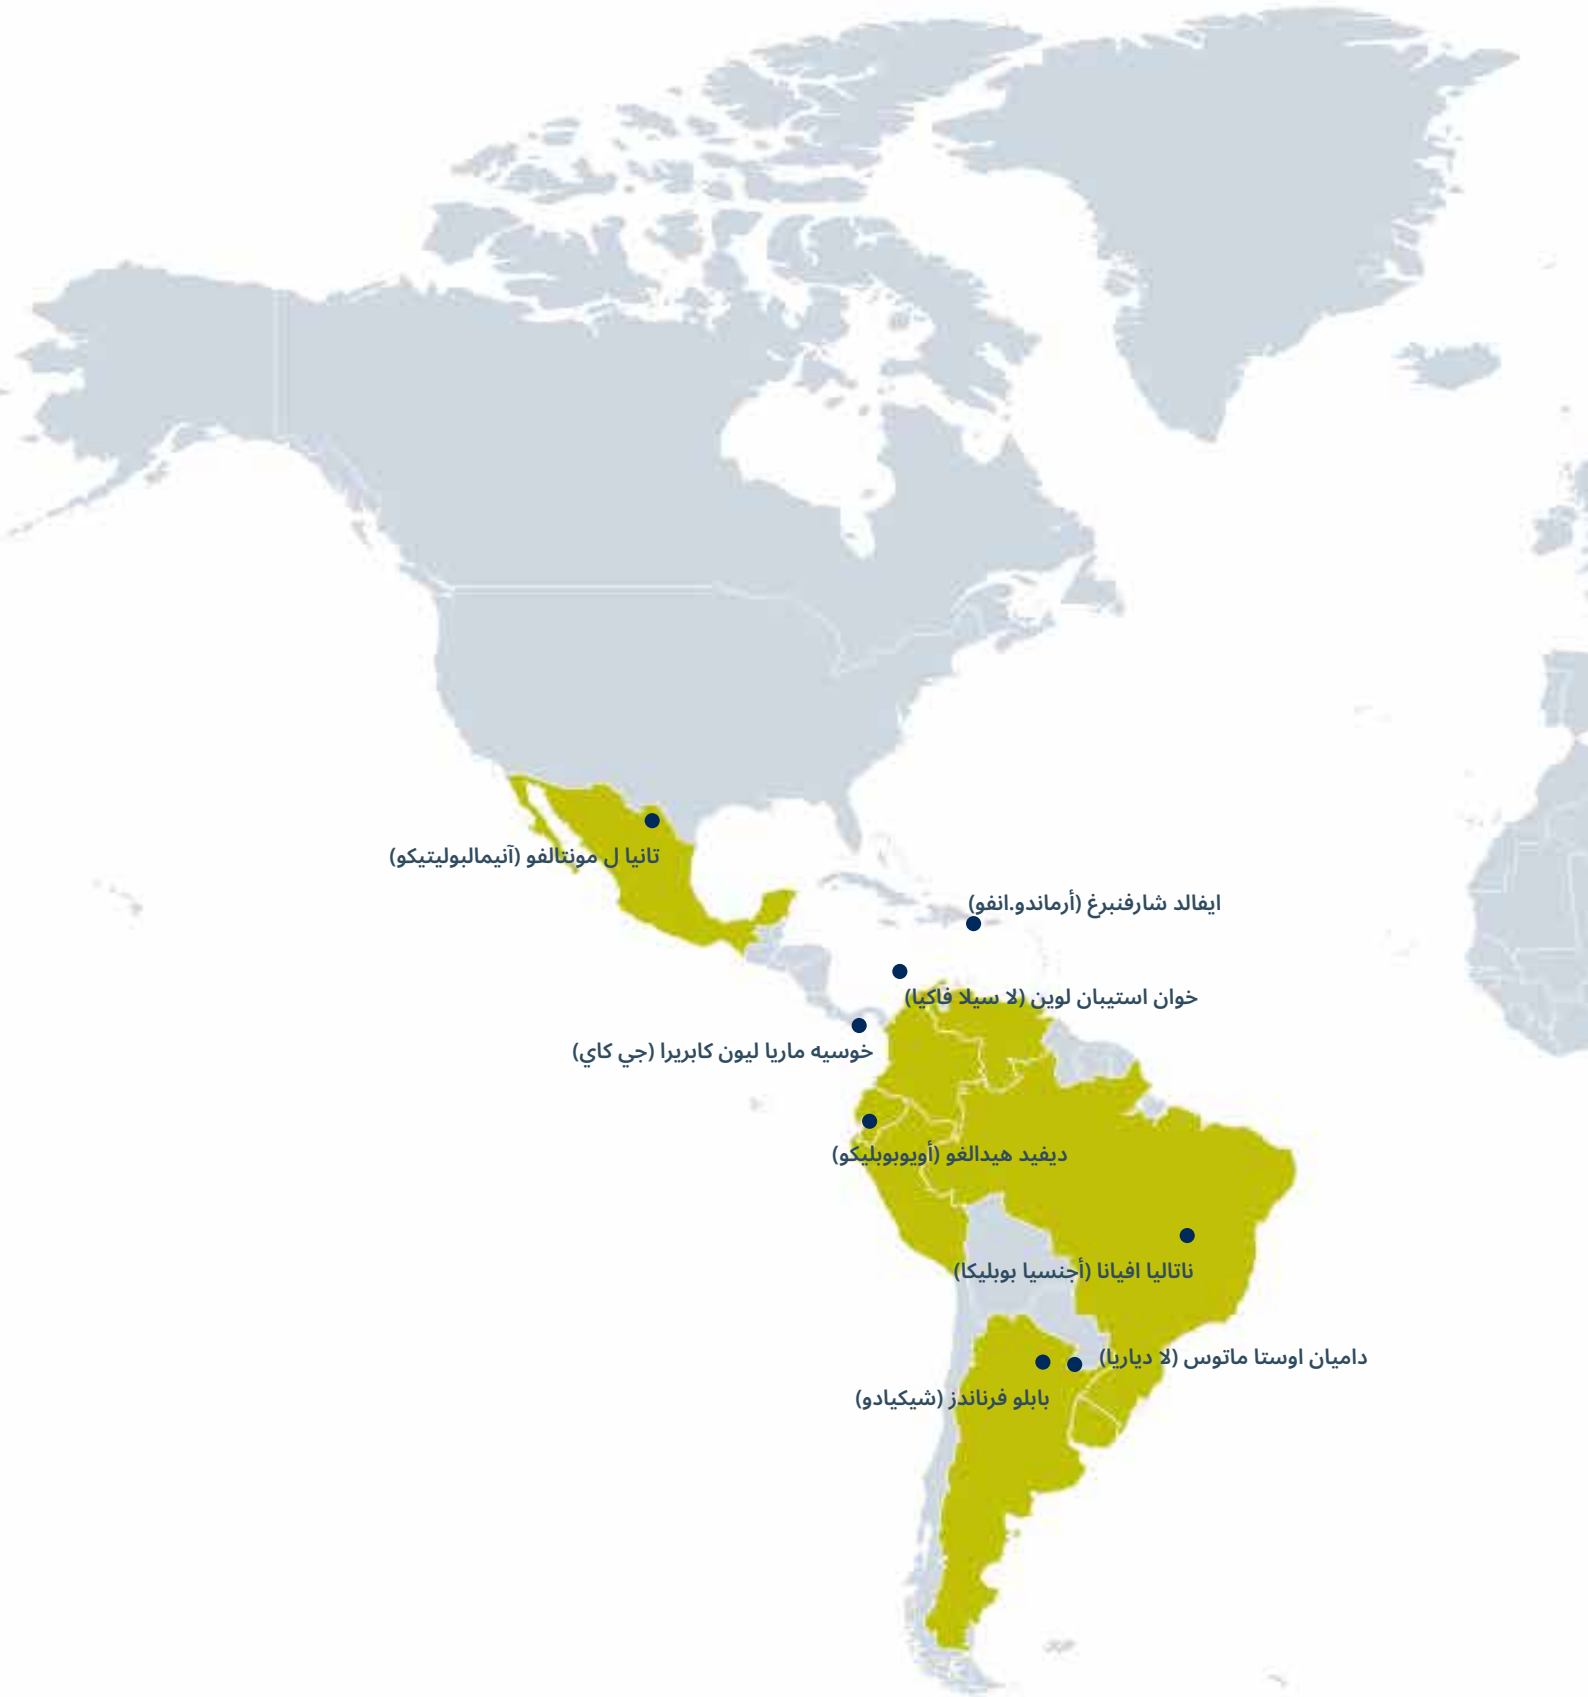 تانيا ل مونتالفو (آنيمالبوليتيكو)
ايفالد شارفنبرغ (أرماندو.انفو)
خوان استيبان لوين (لا سيلا فاكيا)
خوسيه ماريا ليون كابريرا (جي كاي)
ديفيد هيدالغو (أويوبوبليكو)
ناتاليا افيانا (أجنسيا بوبليكا)
داميان اوستا ماتوس (لا دياريا)
بابلو فرناندز (شيكيادو)